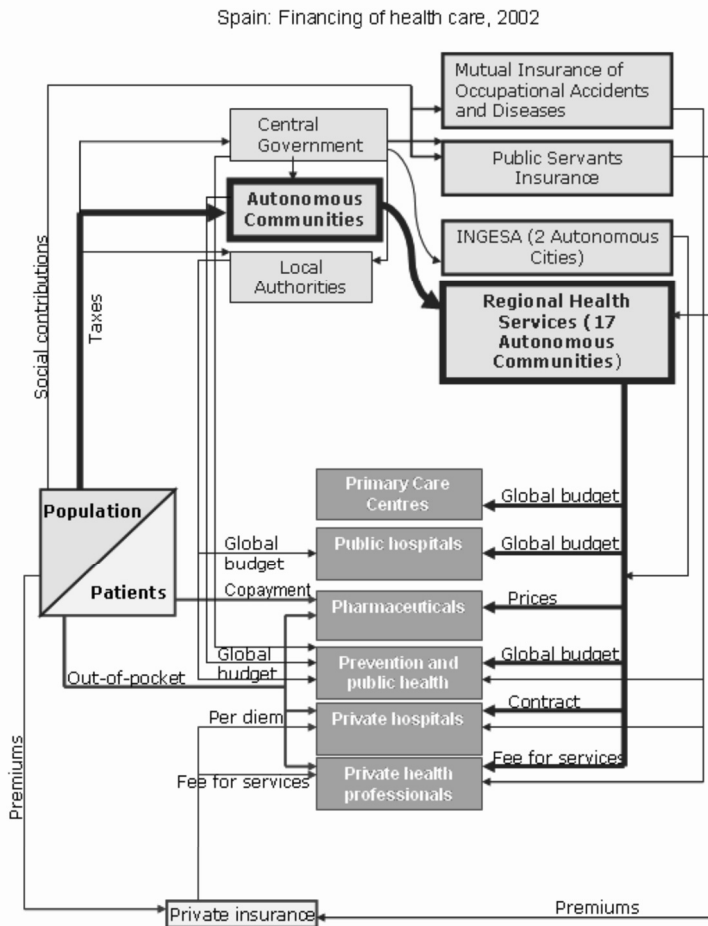 Spain: Financing of health care, 2002
Mutual Insurance of
Occupational Accidents
and Diseases
Central
Government
Public Servants
Insurance
Autonomous
Communities
INGESA (2 Autonomous
Cities)
Local
Authorities
Regional Health
Services (17
Autonomous
Communities)
Social contributions
Taxes
Population
Patients
Primary Care
Centres
Global budget
Global
budget
Public hospitals
Global budget
Copayment
Pharmaceuticals
Prices
Out-of-pocket
Global
budget
Prevention and
public health
Global budget
Per diem
Private hospitals
Contract
Fee for services
Private health
professionals
Fee for services
Premiums
Private insurance
Premiums